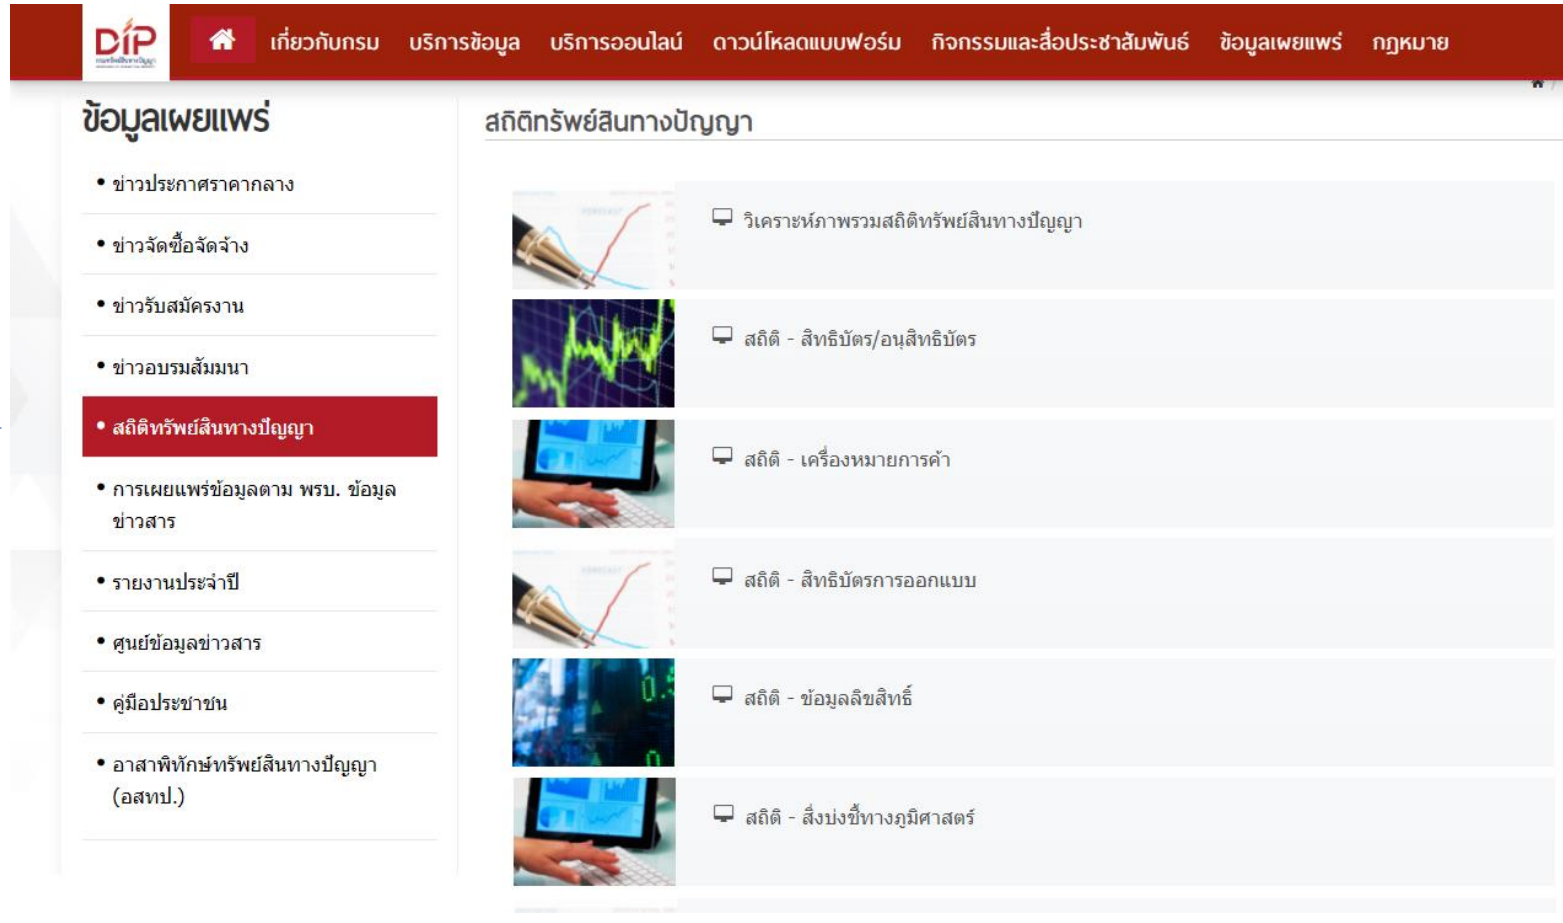 DIP
กรมทรัพย์สินทางปัญญา
เกี่ยวกับกรม บริการข้อมูล บริการออนไลน์ ดาวน์โหลดแบบฟอร์ม กิจกรรมและสื่อประชาสัมพันธ์ ข้อมูลเผยแพร่ กฎหมาย
ข้อมูลเผยแพร่
• ข่าวประกาศราคากลาง
• ข่าวจัดซื้อจัดจ้าง
• ข่าวรับสมัครงาน
• ข่าวอบรมสัมมนา
• สถิติทรัพย์สินทางปัญญา
• การเผยแพร่ข้อมูลตาม พรบ. ข้อมูล
ข่าวสาร
• รายงานประจำปี
• ศูนย์ข้อมูลข่าวสาร
• คู่มือประชาชน
• อาสาพิทักษ์ทรัพย์สินทางปัญญา
(อสทป.)
สถิติทรัพย์สินทางปัญญา
วิเคราะห์ภาพรวมสถิติทรัพย์สินทางปัญญา
สถิติ - สิทธิบัตร/อนุสิทธิบัตร
สถิติ - เครื่องหมายการค้า
สถิติ - สิทธิบัตรการออกแบบ
สถิติ - ข้อมูลลิขสิทธิ์
สถิติ - สิ่งบ่งชี้ทางภูมิศาสตร์